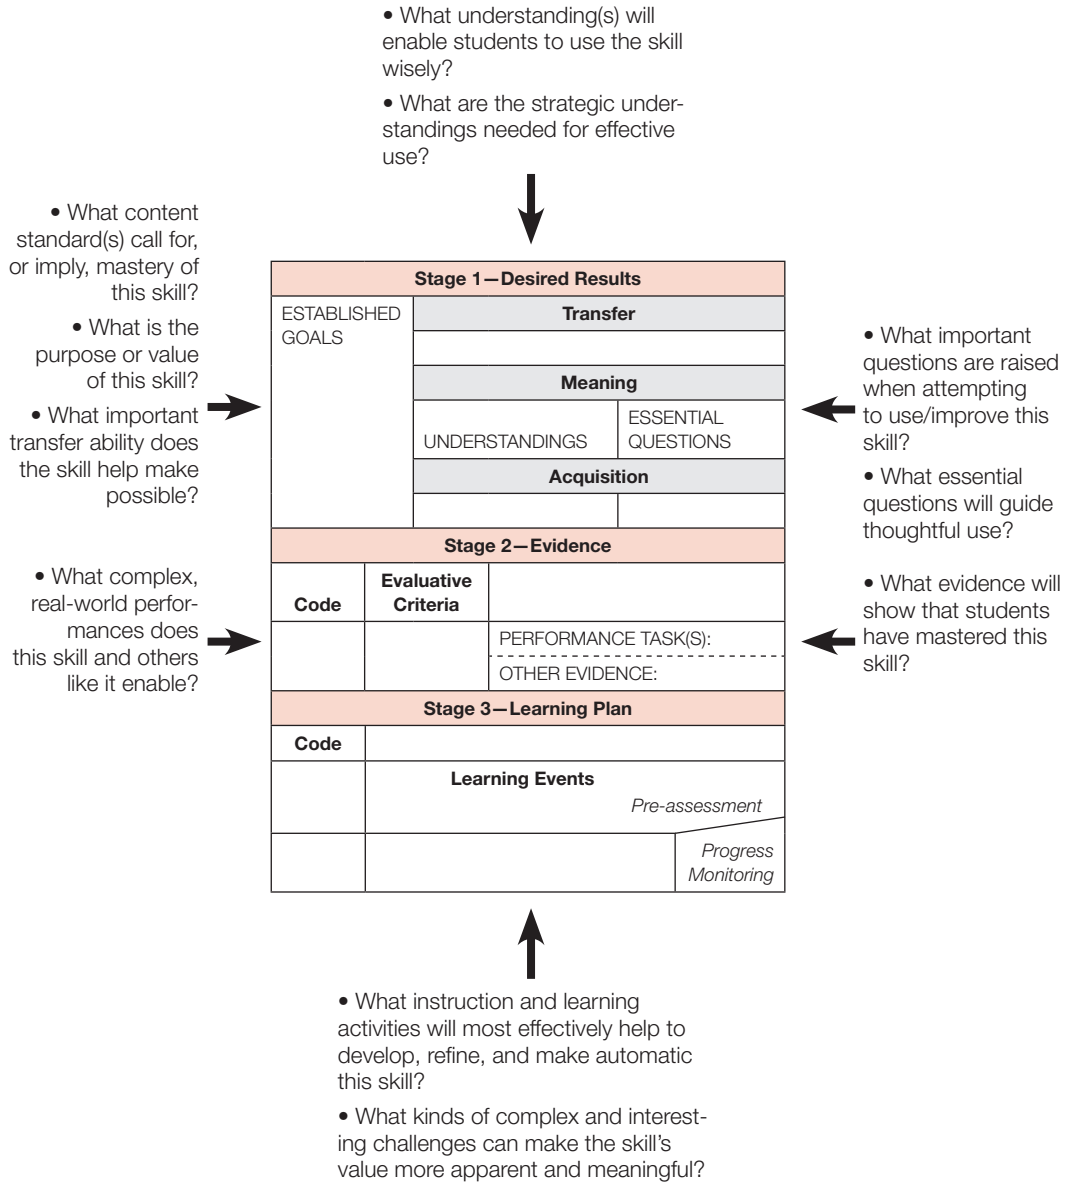 • What understanding(s) will
enable students to use the skill
wisely?
• What are the strategic under-
standings needed for effective
use?
• What content
standard(s) call for,
or imply, mastery of
this skill?
• What is the
purpose or value
of this skill?
• What important
transfer ability does
the skill help make
possible?
Stage 1—Desired Results
ESTABLISHED
GOALS
Transfer
Meaning
UNDERSTANDINGS
ESSENTIAL
QUESTIONS
Acquisition
• What important
questions are raised
when attempting
to use/improve this
skill?
• What essential
questions will guide
thoughtful use?
• What complex,
real-world perfor-
mances does
this skill and others
like it enable?
Stage 2—Evidence
Code
Evaluative
Criteria
PERFORMANCE TASK(S):
OTHER EVIDENCE:
• What evidence will
show that students
have mastered this
skill?
Stage 3—Learning Plan
Code
Learning Events
Pre-assessment
Progress
Monitoring
• What instruction and learning
activities will most effectively help to
develop, refine, and make automatic
this skill?
• What kinds of complex and interest-
ing challenges can make the skill's
value more apparent and meaningful?